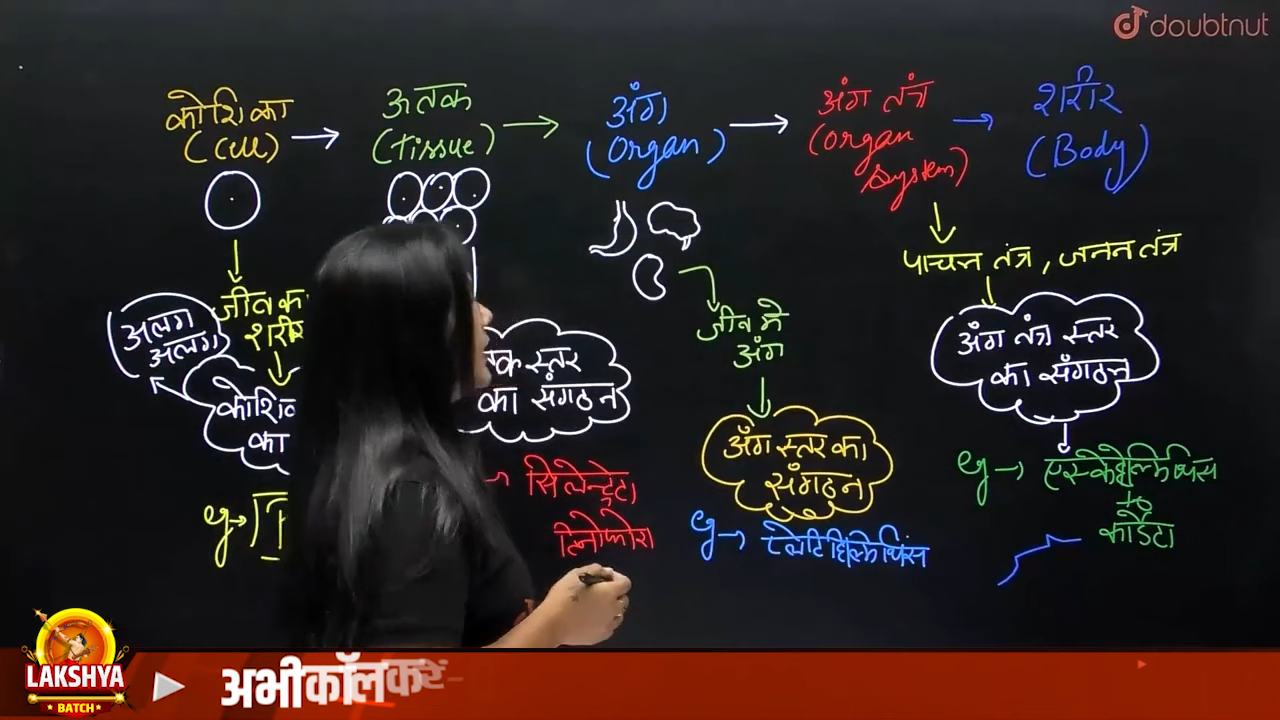 doubtnut
कोशिका
(Cell)
→ ऊतक
(tissue)
→ अंग
(Organ)
→ अंग तंत्र
(organ
System)
→ शरीर
(Body)
जीव का
शरीर
अलग
अलग
का
स्तर
का संगठन
सिलेन्ट्रेटा
टिनोफोरा
जीव में
अंग
अंग स्तर का
संगठन
eg → प्लेटिहेल्मिंथिस
पाचन तंत्र, जनन तंत्र
अंग तंत्र स्तर
का संगठन
eg → एस्केहेल्मिंथिस
to
कॉर्डेटा
LAKSHYA
BATCH
अभी कॉल करें-